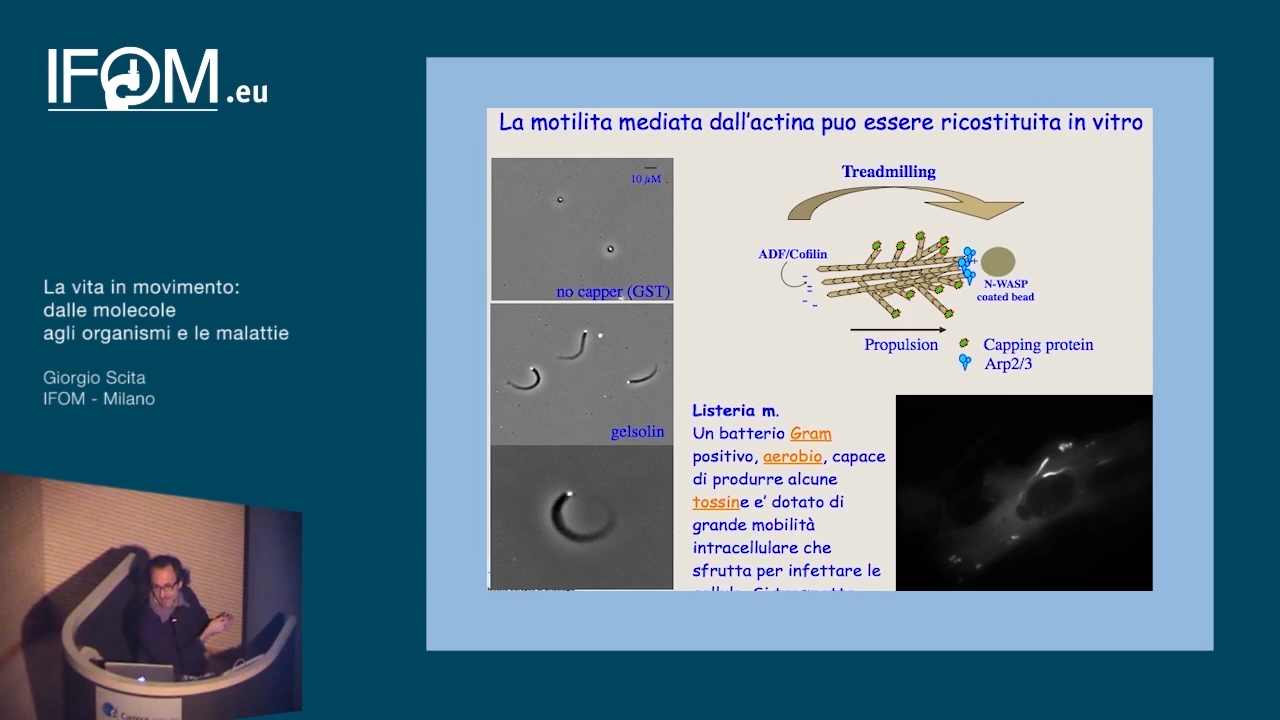 IFOM.eu
La vita in movimento:
dalle molecole
agli organismi e le malattie
Giorgio Scita
IFOM - Milano
La motilita mediata dall'actina puo essere ricostituita in vitro
10 µM
no capper (GST)
gelsolin
Treadmilling
ADF/Cofilin
+
N-WASP
coated bead
Propulsion
Capping protein
Arp2/3
Listeria m.
Un batterio Gram
positivo, aerobio, capace
di produrre alcune
tossine e' dotato di
grande mobilità
intracellulare che
sfrutta per infettare le